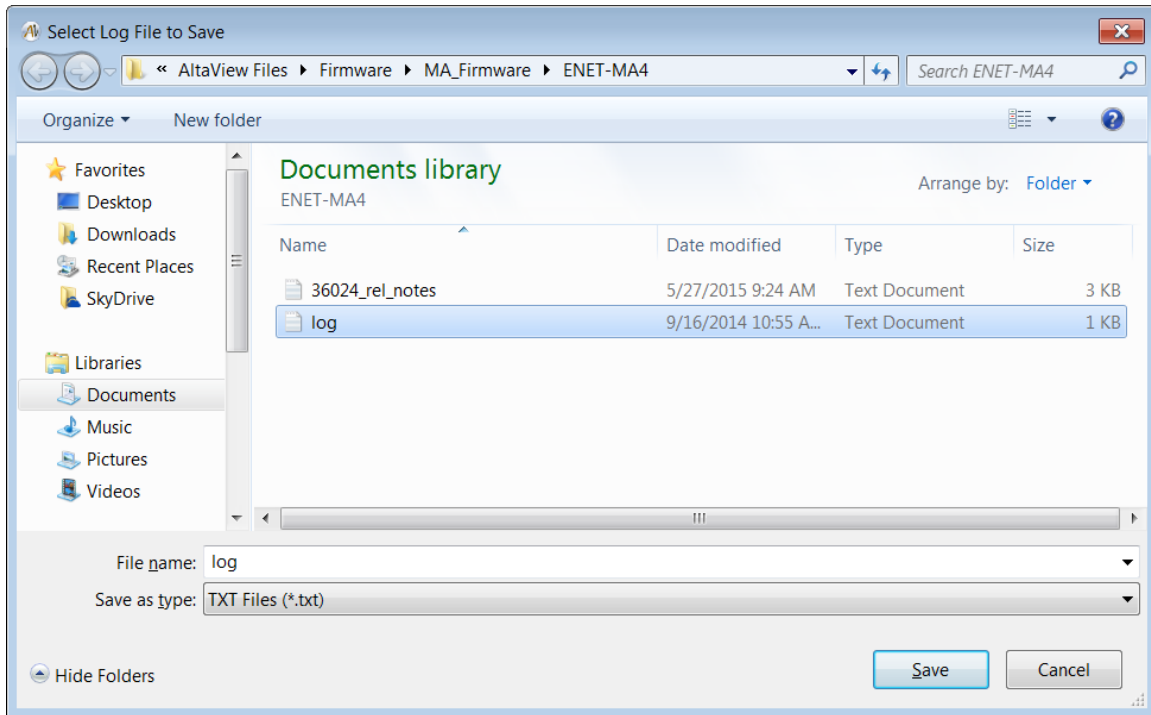 Select Log File to Save
« AltaView Files Firmware MA_Firmware ENET-MA4 Search ENET-MA4
Organize New folder
Favorites
Desktop
Downloads
Recent Places
SkyDrive
Libraries
Documents
Music
Pictures
Videos
Documents library
ENET-MA4
Arrange by: Folder
Name Date modified Type Size
36024_rel_notes 5/27/2015 9:24 AM Text Document 3 KB
log 9/16/2014 10:55 A... Text Document 1 KB
File name: log
Save as type: TXT Files (*.txt)
Hide Folders Save Cancel